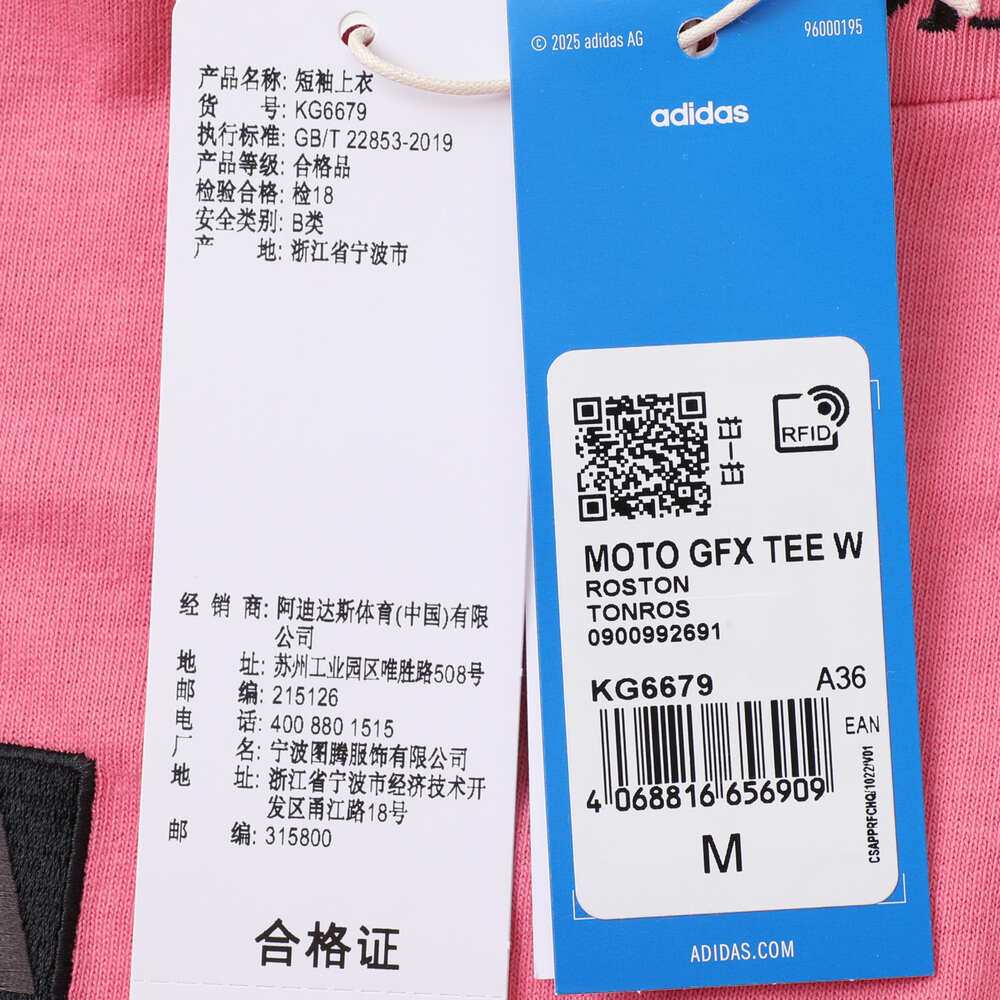 产品名称: 短袖上衣
货 号: KG6679
执行标准: GB/T 22853-2019
产品等级: 合格品
检验合格: 检18
安全类别: B类
产 地: 浙江省宁波市
经 销 商: 阿迪达斯体育(中国)有限
公司
地 址: 苏州工业园区唯胜路508号
邮 编: 215126
电 话: 400 880 1515
厂 名: 宁波图腾服饰有限公司
地 址: 浙江省宁波市经济技术开
发区甬江路18号
邮 编: 315800
合格证
© 2025 adidas AG
96000195
adidas
扫一扫
RFID
MOTO GFX TEE W
ROSTON
TONROS
0900992691
KG6679 A36
EAN
4 068816 656909
CSAPPRFCHQ/1022/V01
M
ADIDAS.COM